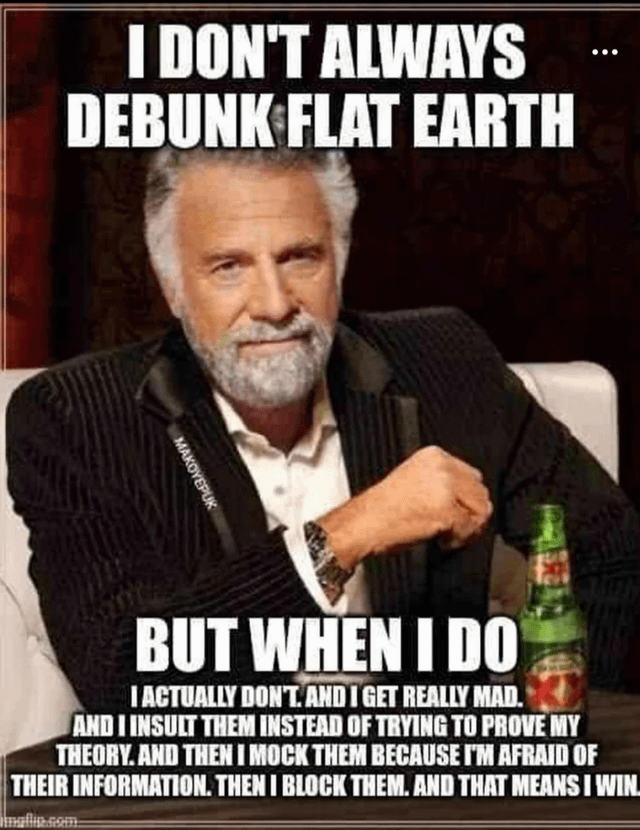 I DON'T ALWAYS
DEBUNK FLAT EARTH
MAKOYEPUK
BUT WHEN I DO
I ACTUALLY DON'T. AND I GET REALLY MAD.
AND I INSULT THEM INSTEAD OF TRYING TO PROVE MY
THEORY. AND THEN I MOCK THEM BECAUSE I'M AFRAID OF
THEIR INFORMATION. THEN I BLOCK THEM. AND THAT MEANS I WIN.
imgflip.com